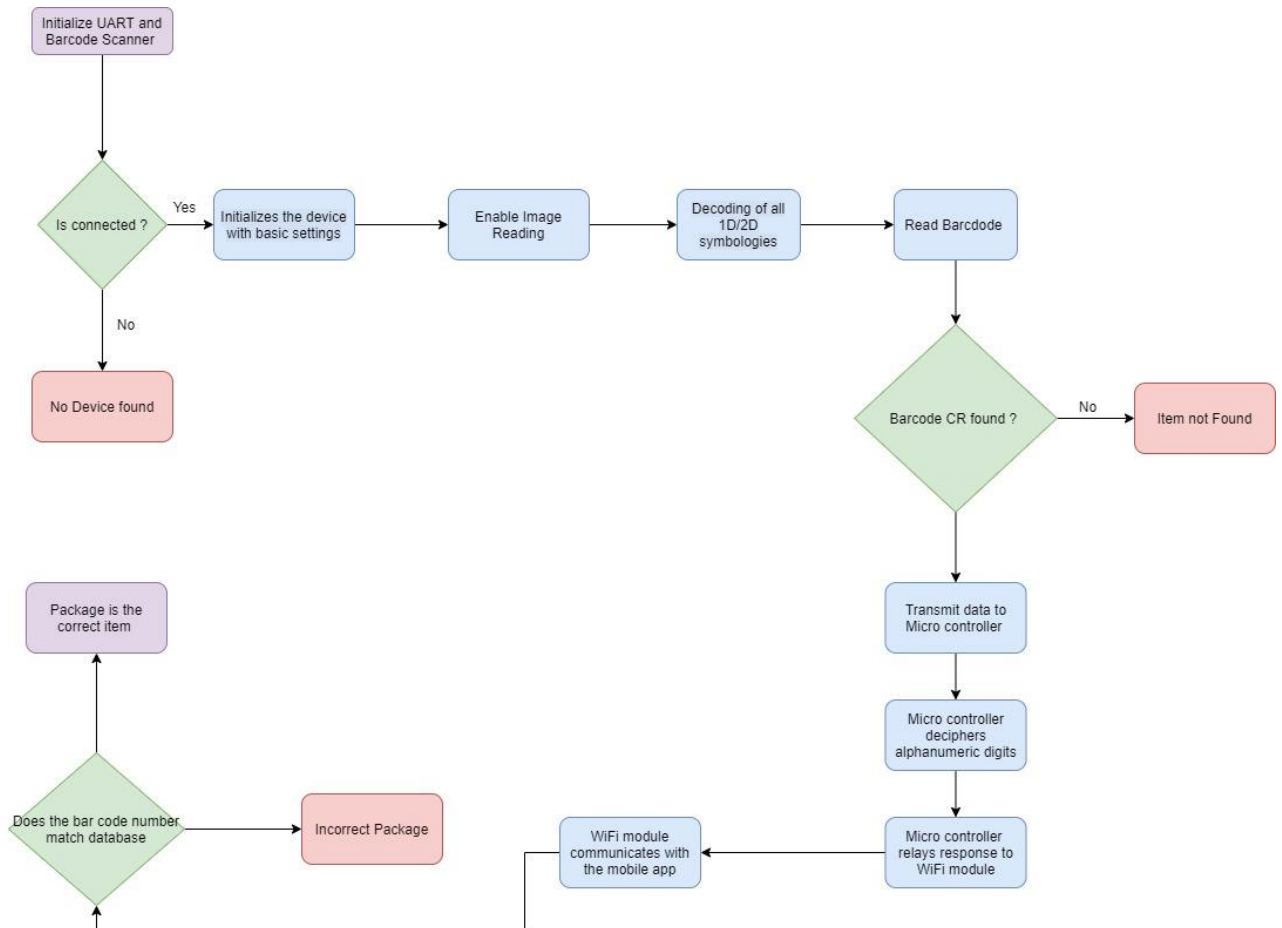 Initialize UART and
Barcode Scanner
Is connected ?
Yes
Initializes the device
with basic settings
Enable Image
Reading
Decoding of all
1D/2D
symbologies
Read Barcdode
No
No Device found
Barcode CR found ?
No
Item not Found
Transmit data to
Micro controller
Micro controller
deciphers
alphanumeric digits
Micro controller
relays response to
WiFi module
WiFi module
communicates with
the mobile app
Does the bar code number
match database
Incorrect Package
Package is the
correct item